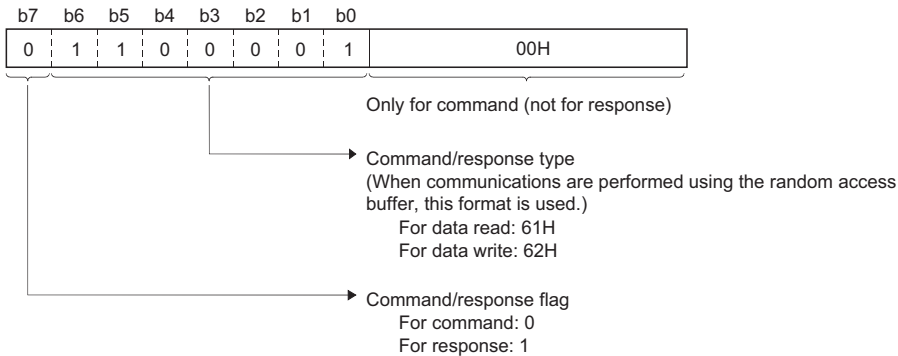 b7 b6 b5 b4 b3 b2 b1 b0
0 1 1 0 0 0 0 1 00H
Only for command (not for response)
Command/response type
(When communications are performed using the random access
buffer, this format is used.)
For data read: 61H
For data write: 62H
Command/response flag
For command: 0
For response: 1